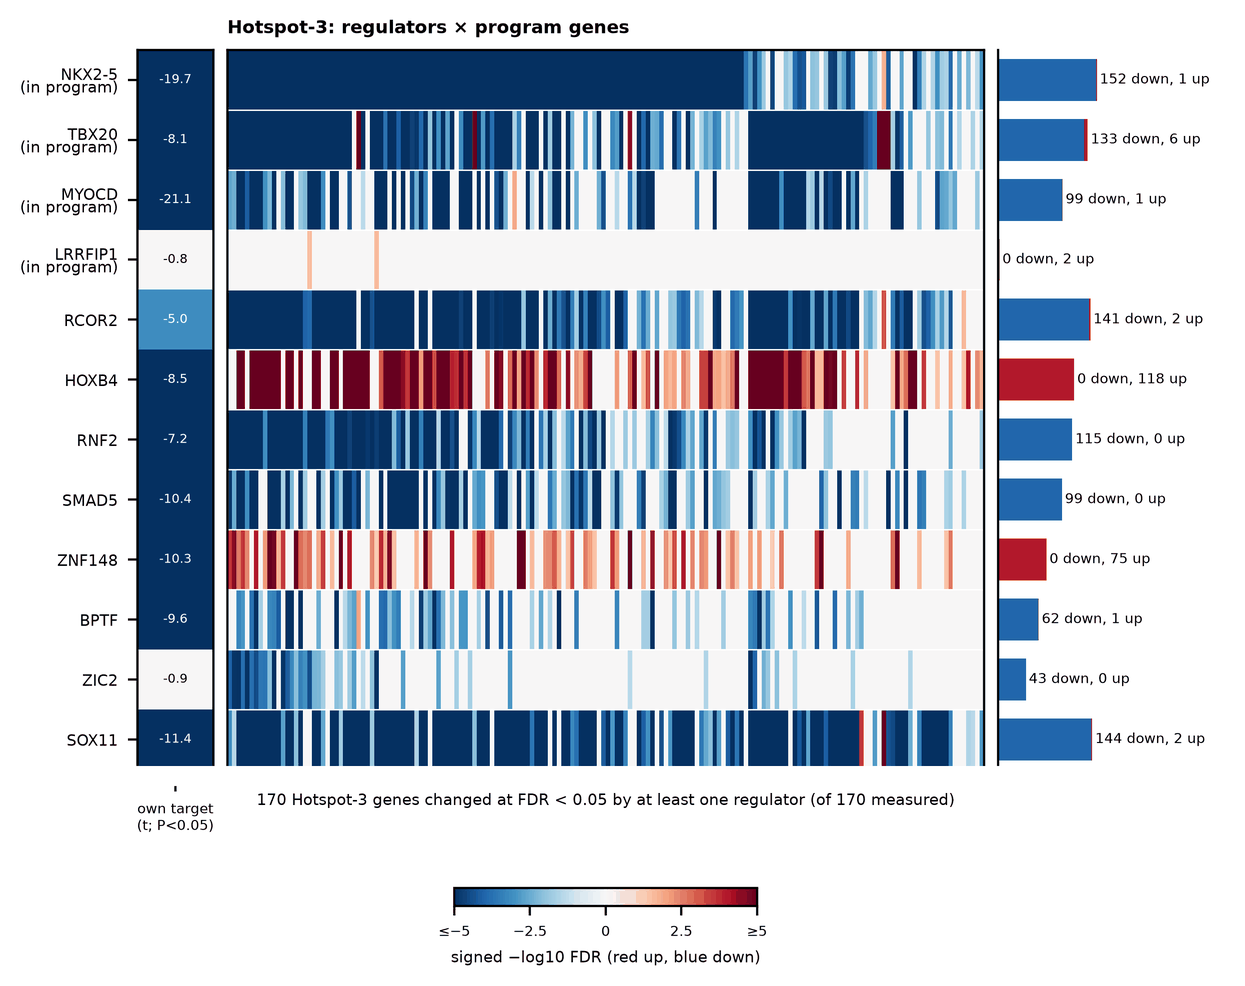 Hotspot-3: regulators × program genes
NKX2-5
(in program)
-19.7
152 down, 1 up
TBX20
(in program)
-8.1
133 down, 6 up
MYOCD
(in program)
-21.1
99 down, 1 up
LRRFIP1
(in program)
-0.8
0 down, 2 up
RCOR2
-5.0
141 down, 2 up
HOXB4
-8.5
0 down, 118 up
RNF2
-7.2
115 down, 0 up
SMAD5
-10.4
99 down, 0 up
ZNF148
-10.3
0 down, 75 up
BPTF
-9.6
62 down, 1 up
ZIC2
-0.9
43 down, 0 up
SOX11
-11.4
144 down, 2 up
own target
(t; P<0.05)
170 Hotspot-3 genes changed at FDR < 0.05 by at least one regulator (of 170 measured)
≤−5 −2.5 0 2.5 ≥5
signed −log10 FDR (red up, blue down)